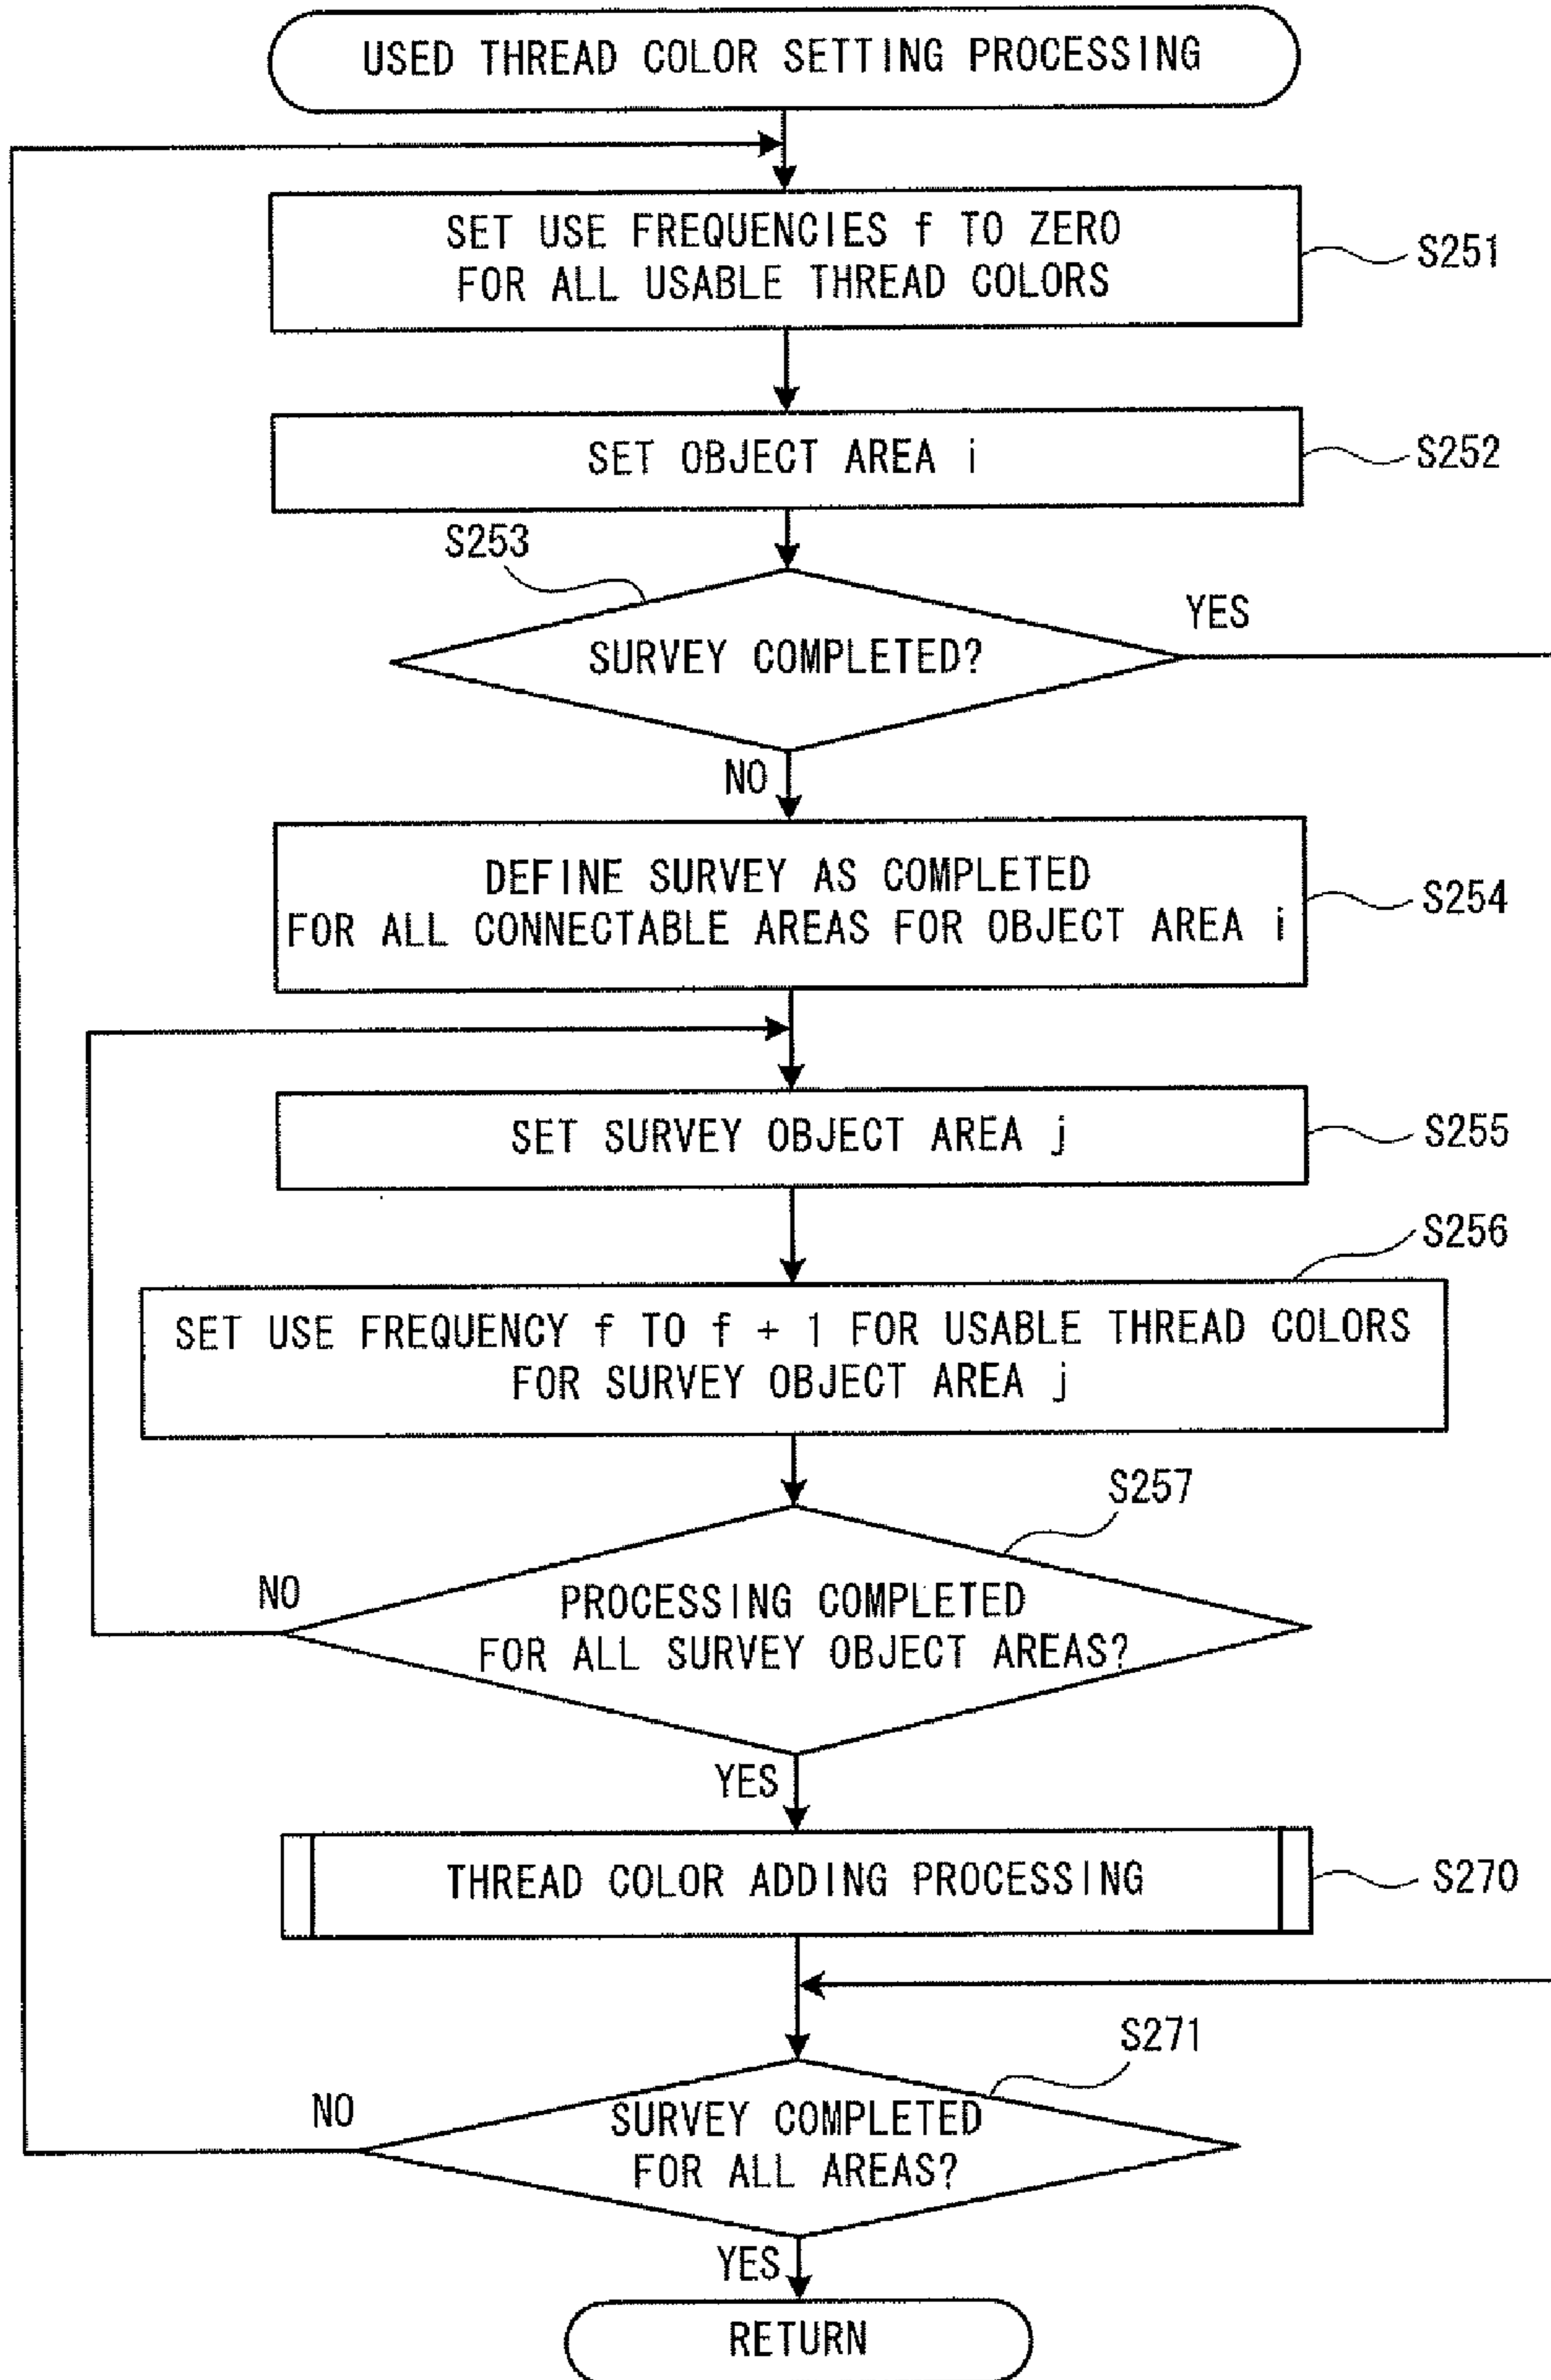 USED THREAD COLOR SETTING PROCESSING
SET USE FREQUENCIES f TO ZERO
FOR ALL USABLE THREAD COLORS
S251
SET OBJECT AREA i
S252
S253
SURVEY COMPLETED?
YES
NO
DEFINE SURVEY AS COMPLETED
FOR ALL CONNECTABLE AREAS FOR OBJECT AREA i
S254
SET SURVEY OBJECT AREA j
S255
S256
SET USE FREQUENCY f TO f + 1 FOR USABLE THREAD COLORS
FOR SURVEY OBJECT AREA j
S257
NO
PROCESSING COMPLETED
FOR ALL SURVEY OBJECT AREAS?
YES
THREAD COLOR ADDING PROCESSING
S270
S271
NO
SURVEY COMPLETED
FOR ALL AREAS?
YES
RETURN